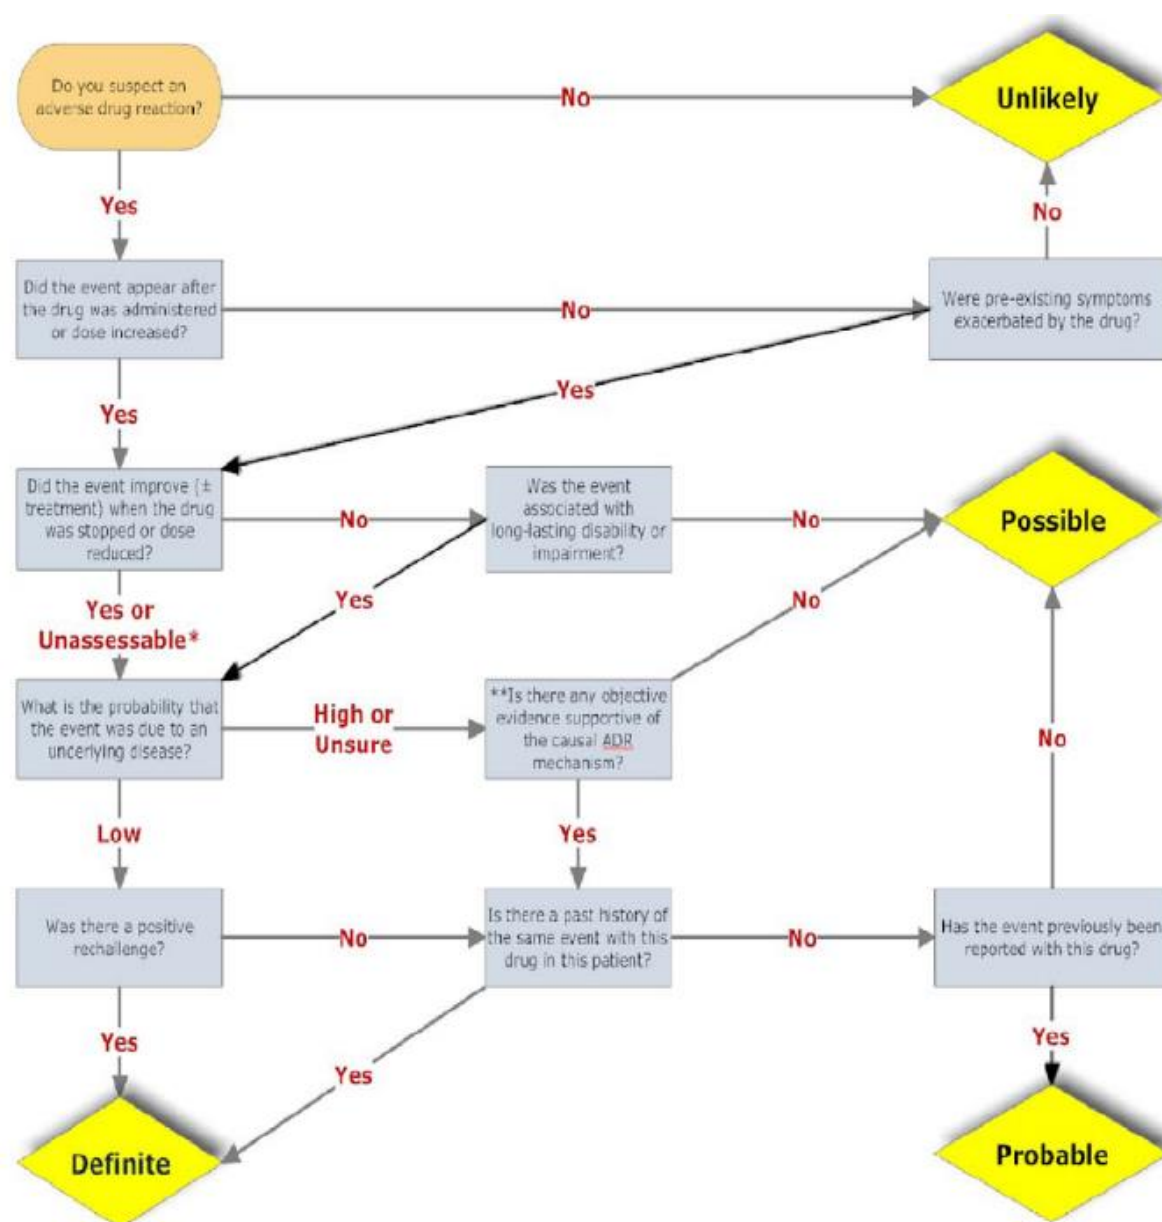 Do you suspect an
adverse drug reaction?
No
Unlikely
Yes
No
Did the event appear after
the drug was administered
or dose increased?
No
Were pre-existing symptoms
exacerbated by the drug?
Yes
Yes
Did the event improve (±
treatment) when the drug
was stopped or dose
reduced?
No
Was the event
associated with
long-lasting disability or
impairment?
No
Possible
Yes or
Unassessable*
Yes
No
What is the probability that
the event was due to an
underlying disease?
High or
Unsure
**Is there any objective
evidence supportive of
the causal ADR
mechanism?
No
Low
Yes
Was there a positive
rechallenge?
No
Is there a past history of
the same event with this
drug in this patient?
No
Has the event previously been
reported with this drug?
Yes
Yes
Yes
Definite
Probable